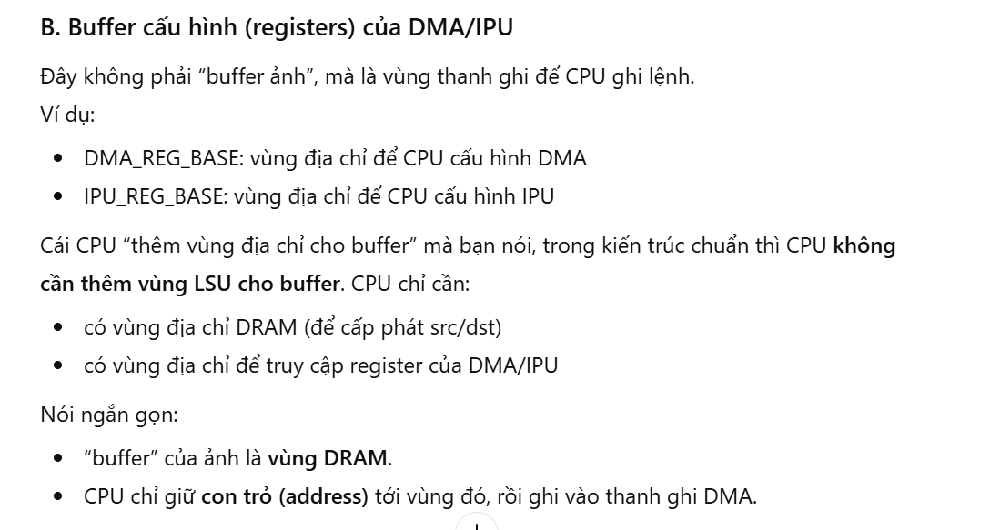 B. Buffer cấu hình (registers) của DMA/IPU
Đây không phải “buffer ảnh”, mà là vùng thanh ghi để CPU ghi lệnh.
Ví dụ:
• DMA_REG_BASE: vùng địa chỉ để CPU cấu hình DMA
• IPU_REG_BASE: vùng địa chỉ để CPU cấu hình IPU
Cái CPU “thêm vùng địa chỉ cho buffer” mà bạn nói, trong kiến trúc chuẩn thì CPU không
cần thêm vùng LSU cho buffer. CPU chỉ cần:
• có vùng địa chỉ DRAM (để cấp phát src/dst)
• có vùng địa chỉ để truy cập register của DMA/IPU
Nói ngắn gọn:
• “buffer” của ảnh là vùng DRAM.
• CPU chỉ giữ con trỏ (address) tới vùng đó, rồi ghi vào thanh ghi DMA.